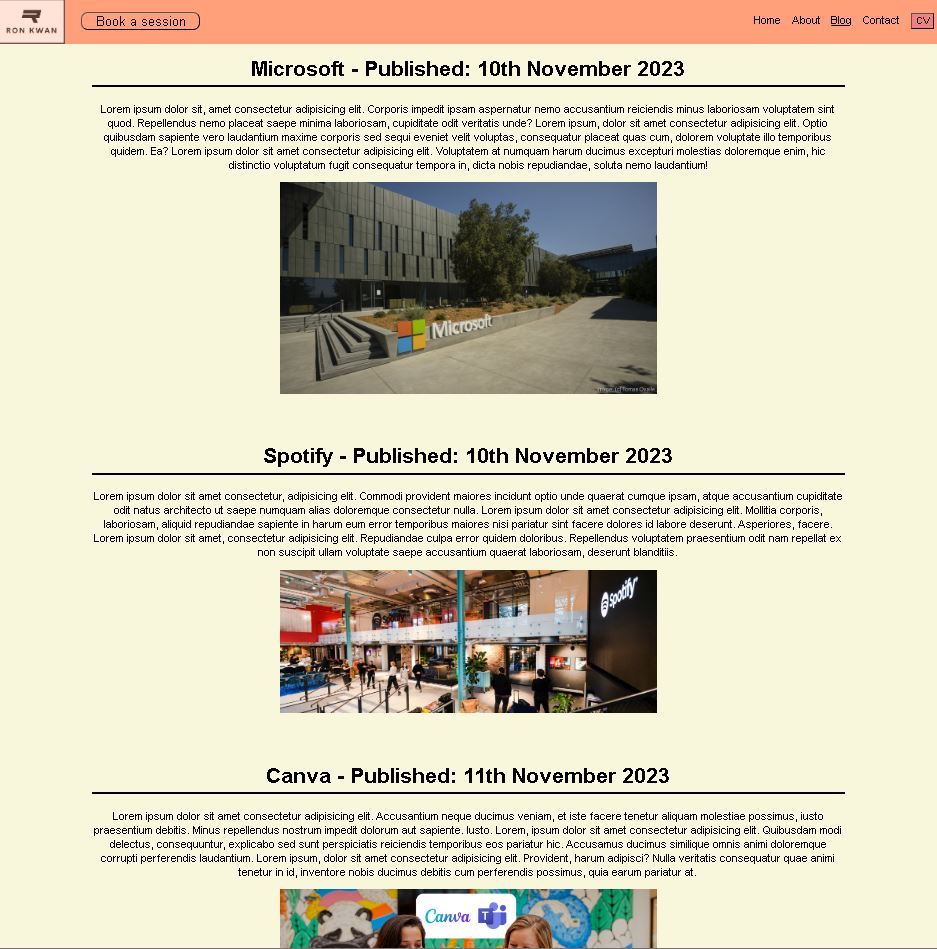 RON KWAN
Book a session
Home About Blog Contact CV
Microsoft - Published: 10th November 2023
Lorem ipsum dolor sit, amet consectetur adipisicing elit. Corporis impedit ipsam aspernatur nemo accusantium reiciendis minus laboriosam voluptatem sint
quod. Repellendus nemo placeat saepe minima laboriosam, cupiditate odit veritatis unde? Lorem ipsum, dolor sit amet consectetur adipisicing elit. Optio
quibusdam sapiente vero laudantium maxime corporis sed sequi eveniet velit voluptas, consequatur placeat quas cum, dolorem voluptate illo temporibus
quidem. Ea? Lorem ipsum dolor sit amet consectetur adipisicing elit. Voluptatem at numquam harum ducimus excepturi molestias doloremque enim, hic
distinctio voluptatum fugit consequatur tempora in, dicta nobis repudiandae, soluta nemo laudantium!
Microsoft
Spotify - Published: 10th November 2023
Lorem ipsum dolor sit amet consectetur, adipisicing elit. Commodi provident maiores incidunt optio unde quaerat cumque ipsam, atque accusantium cupiditate
odit natus architecto ut saepe numquam alias doloremque consectetur nulla. Lorem ipsum dolor sit amet consectetur adipisicing elit. Mollitia corporis,
laboriosam, aliquid repudiandae sapiente in harum eum error temporibus maiores nisi pariatur sint facere dolores id labore deserunt. Asperiores, facere.
Lorem ipsum dolor sit amet, consectetur adipisicing elit. Repudiandae culpa error quidem doloribus. Repellendus voluptatem praesentium odit nam repellat ex
non suscipit ullam voluptate saepe accusantium quaerat laboriosam, deserunt blanditiis.
Spotify
Spotify
Canva - Published: 11th November 2023
Lorem ipsum dolor sit amet consectetur adipisicing elit. Accusantium neque ducimus veniam, et iste facere tenetur aliquam molestiae possimus, iusto
praesentium debitis. Minus repellendus nostrum impedit dolorum aut sapiente. Iusto. Lorem, ipsum dolor sit amet consectetur adipisicing elit. Quibusdam modi
delectus, consequuntur, explicabo sed sunt perspiciatis reiciendis temporibus eos pariatur hic. Accusamus ducimus similique omnis animi doloremque
corrupti perferendis laudantium. Lorem ipsum, dolor sit amet consectetur adipisicing elit. Provident, harum adipisci? Nulla veritatis consequatur quae animi
tenetur in id, inventore nobis ducimus debitis cum perferendis possimus, quia earum pariatur at.
Canva T